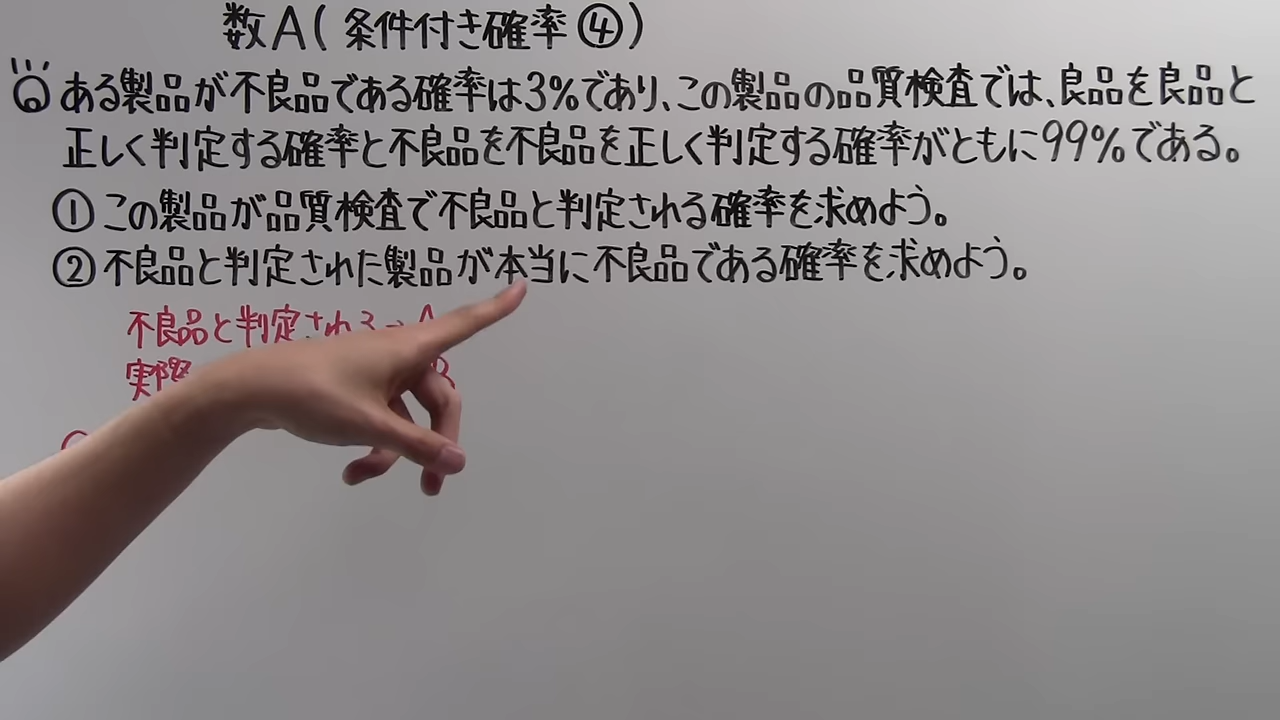 数A(条件付き確率④)
ある製品が不良品である確率は3%であり、この製品の品質検査では、良品を良品と
正しく判定する確率と不良品を不良品を正しく判定する確率がともに99%である。
①この製品が品質検査で不良品と判定される確率を求めよう。
②不良品と判定された製品が本当に不良品である確率を求めよう。
不良品と判定される→A
実際 B